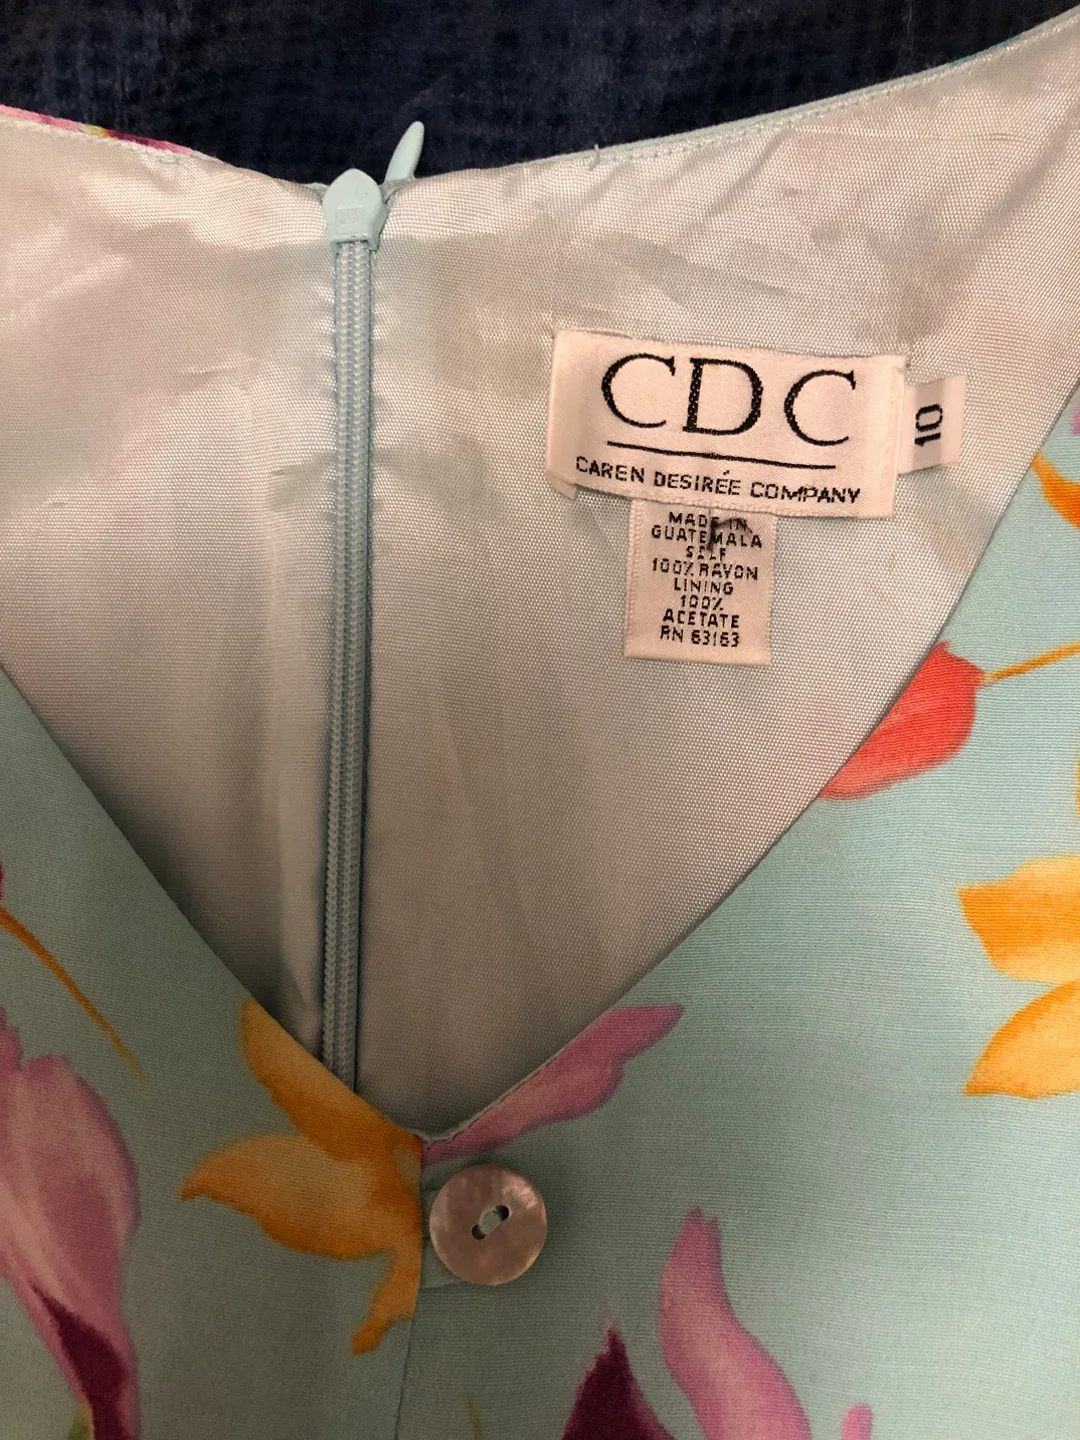 CDC
CAREN DESIRÉE COMPANY
10
MADE IN
GUATEMALA
SELF
100% RAYON
LINING
100%
ACETATE
RN 63163